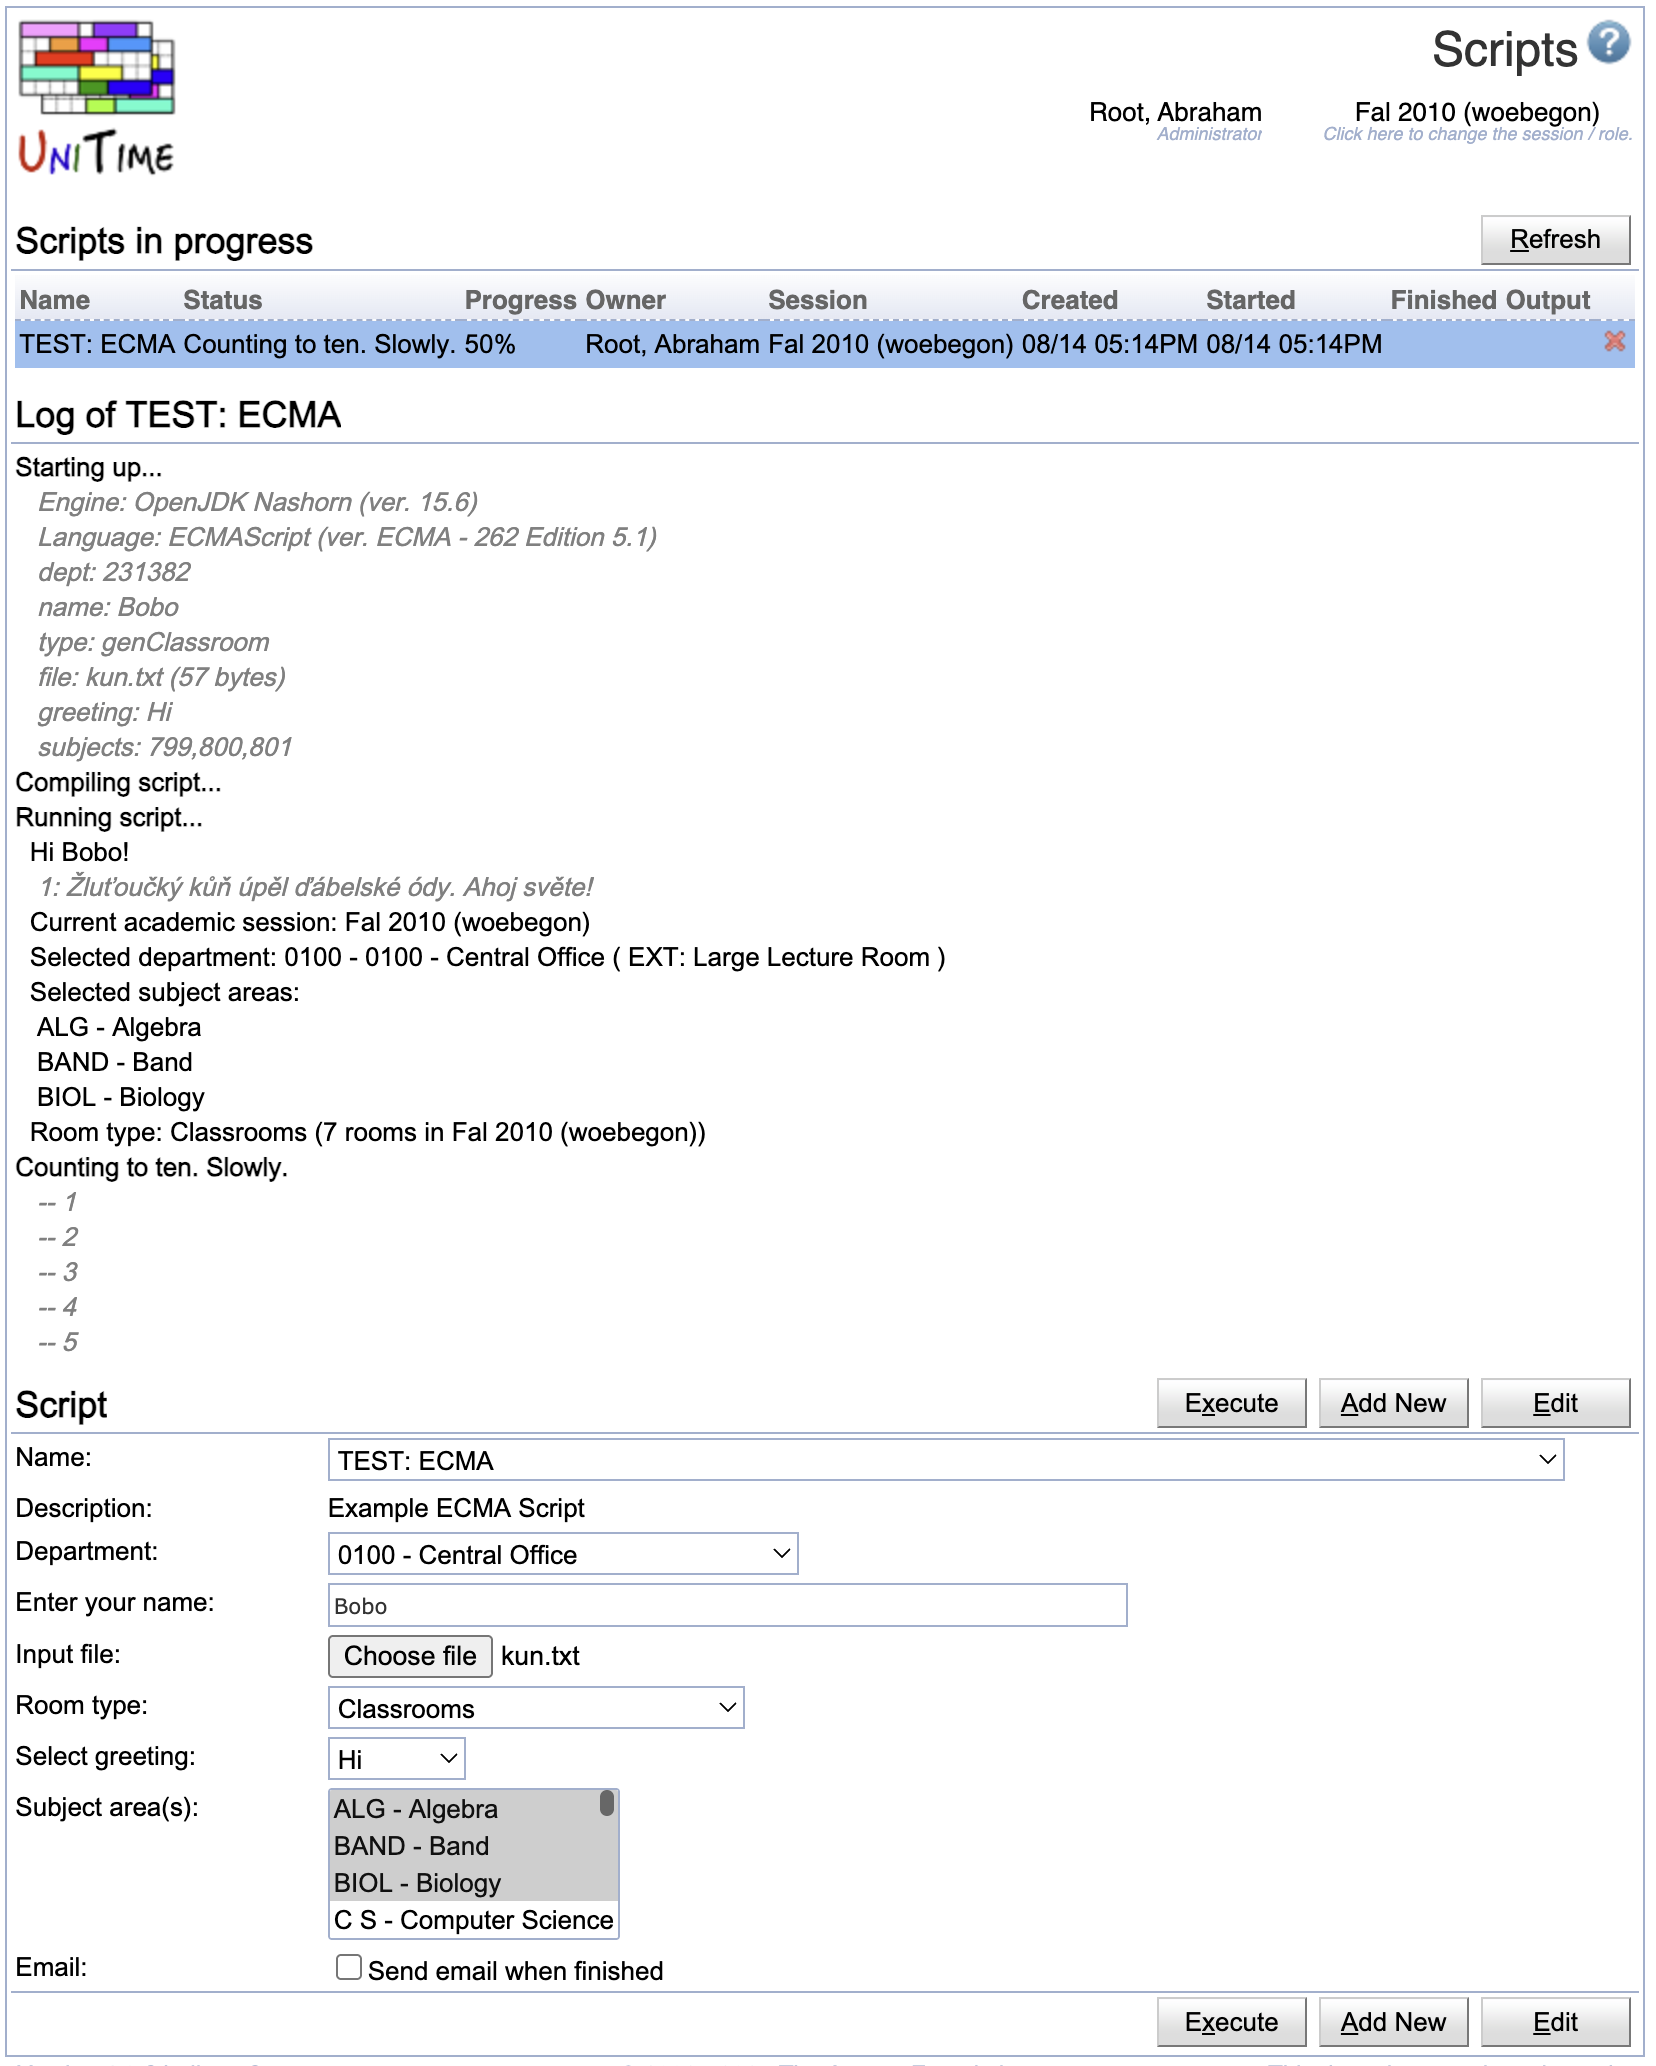 Scripts
UNITIME
Root, Abraham
Administrator
Fal 2010 (woebegon)
Click here to change the session / role.
Scripts in progress
Refresh
Name Status Progress Owner Session Created Started Finished Output
TEST: ECMA Counting to ten. Slowly. 50% Root, Abraham Fal 2010 (woebegon) 08/14 05:14PM 08/14 05:14PM
Log of TEST: ECMA
Starting up...
Engine: OpenJDK Nashorn (ver. 15.6)
Language: ECMAScript (ver. ECMA - 262 Edition 5.1)
dept: 231382
name: Bobo
type: genClassroom
file: kun.txt (57 bytes)
greeting: Hi
subjects: 799,800,801
Compiling script...
Running script...
Hi Bobo!
1: Žluťoučký kůň úpěl ďábelské ódy. Ahoj světe!
Current academic session: Fal 2010 (woebegon)
Selected department: 0100 - 0100 - Central Office ( EXT: Large Lecture Room )
Selected subject areas:
ALG - Algebra
BAND - Band
BIOL - Biology
Room type: Classrooms (7 rooms in Fal 2010 (woebegon))
Counting to ten. Slowly.
-- 1
-- 2
-- 3
-- 4
-- 5
Script
Execute Add New Edit
Name: TEST: ECMA
Description: Example ECMA Script
Department: 0100 - Central Office
Enter your name: Bobo
Input file: Choose file kun.txt
Room type: Classrooms
Select greeting: Hi
Subject area(s): ALG - Algebra
BAND - Band
BIOL - Biology
C S - Computer Science
Email: Send email when finished
Execute Add New Edit